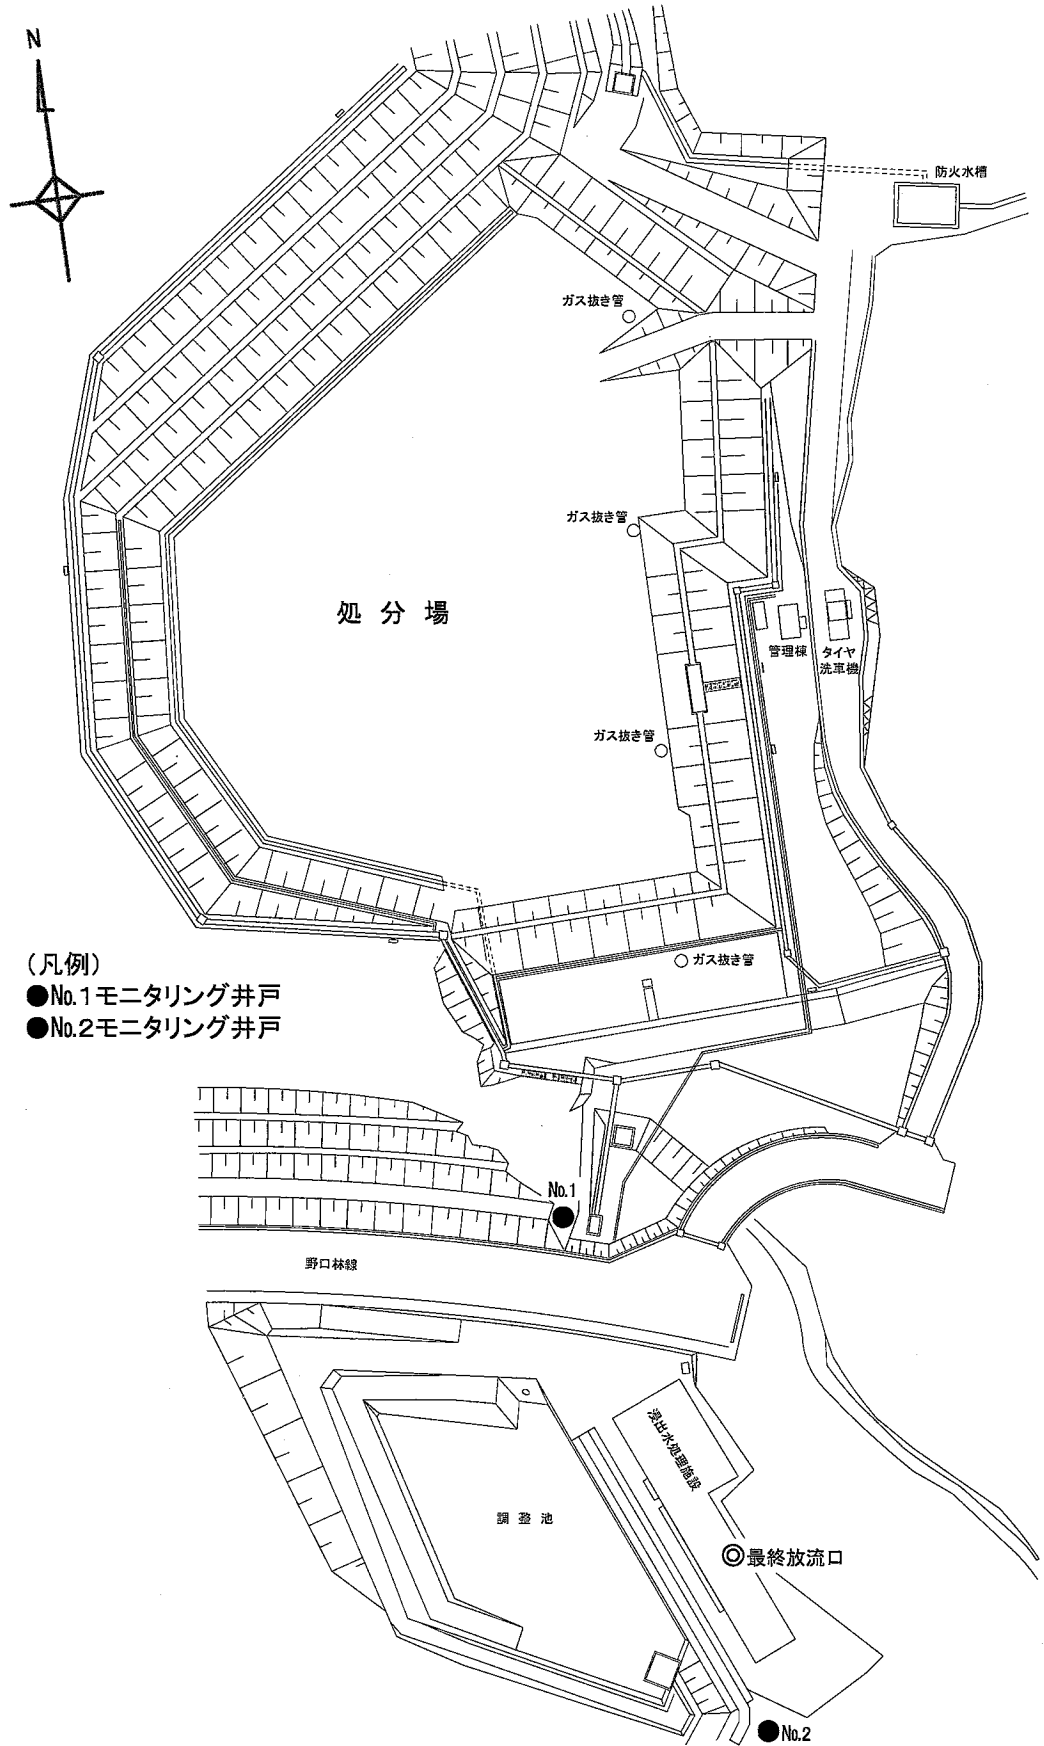 N
防火水槽
ガス抜き管
ガス抜き管
処分場
管理棟
タイヤ
洗車機
ガス抜き管
ガス抜き管
(凡例)
●№.1モニタリング井戸
●№.2モニタリング井戸
№.1
野口林線
浸出水処理施設
調整池
最終放流口
№.2